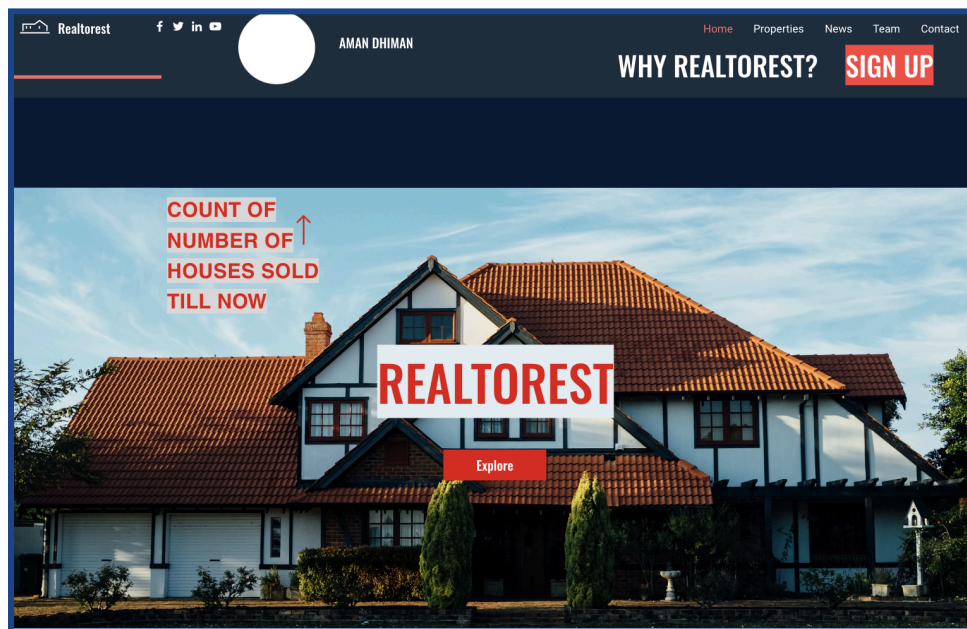 Realtorest
AMAN DHIMAN
Home Properties News Team Contact
WHY REALTOREST? SIGN UP
COUNT OF
NUMBER OF
HOUSES SOLD
TILL NOW
REALTOREST
Explore